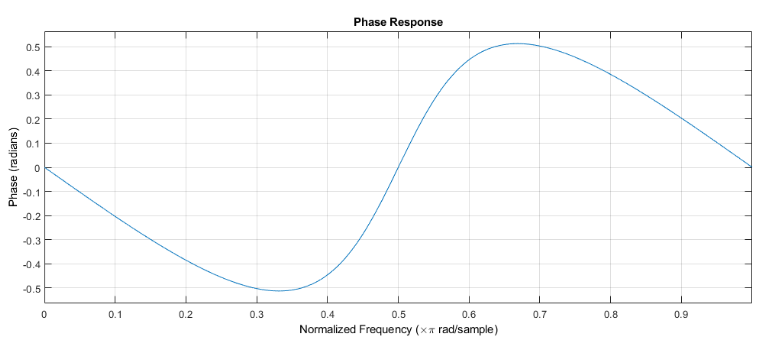 Phase Response
Phase (radians)
0.5
0.4
0.3
0.2
0.1
0
-0.1
-0.2
-0.3
-0.4
-0.5
0 0.1 0.2 0.3 0.4 0.5 0.6 0.7 0.8 0.9
Normalized Frequency (×π rad/sample)